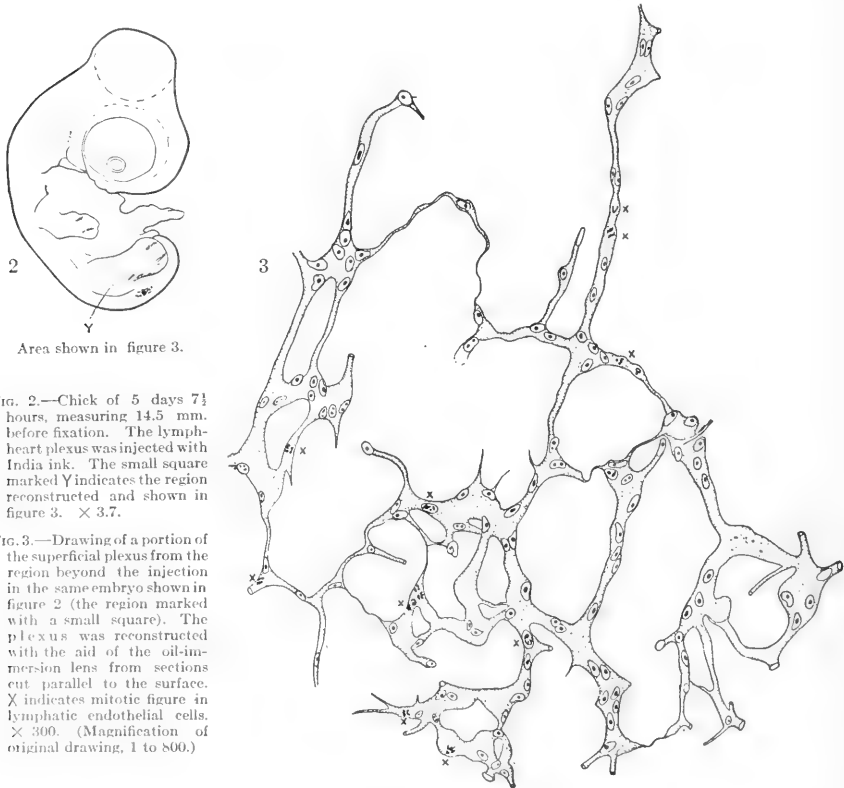 2
Y
Area shown in figure 3.
IG. 2.—Chick of 5 days 7½
hours, measuring 14.5 mm.
before fixation. The lymph-
heart plexus was injected with
India ink. The small square
marked Y indicates the region
reconstructed and shown in
figure 3. × 3.7.
IG. 3.—Drawing of a portion of
the superficial plexus from the
region beyond the injection
in the same embryo shown in
figure 2 (the region marked
with a small square). The
plexus was reconstructed
with the aid of the oil-im-
mersion lens from sections
cut parallel to the surface.
X indicates mitotic figure in
lymphatic endothelial cells.
× 300. (Magnification of
original drawing, 1 to 800.)
3
x
x
x
x
x
x
x
x
x
x